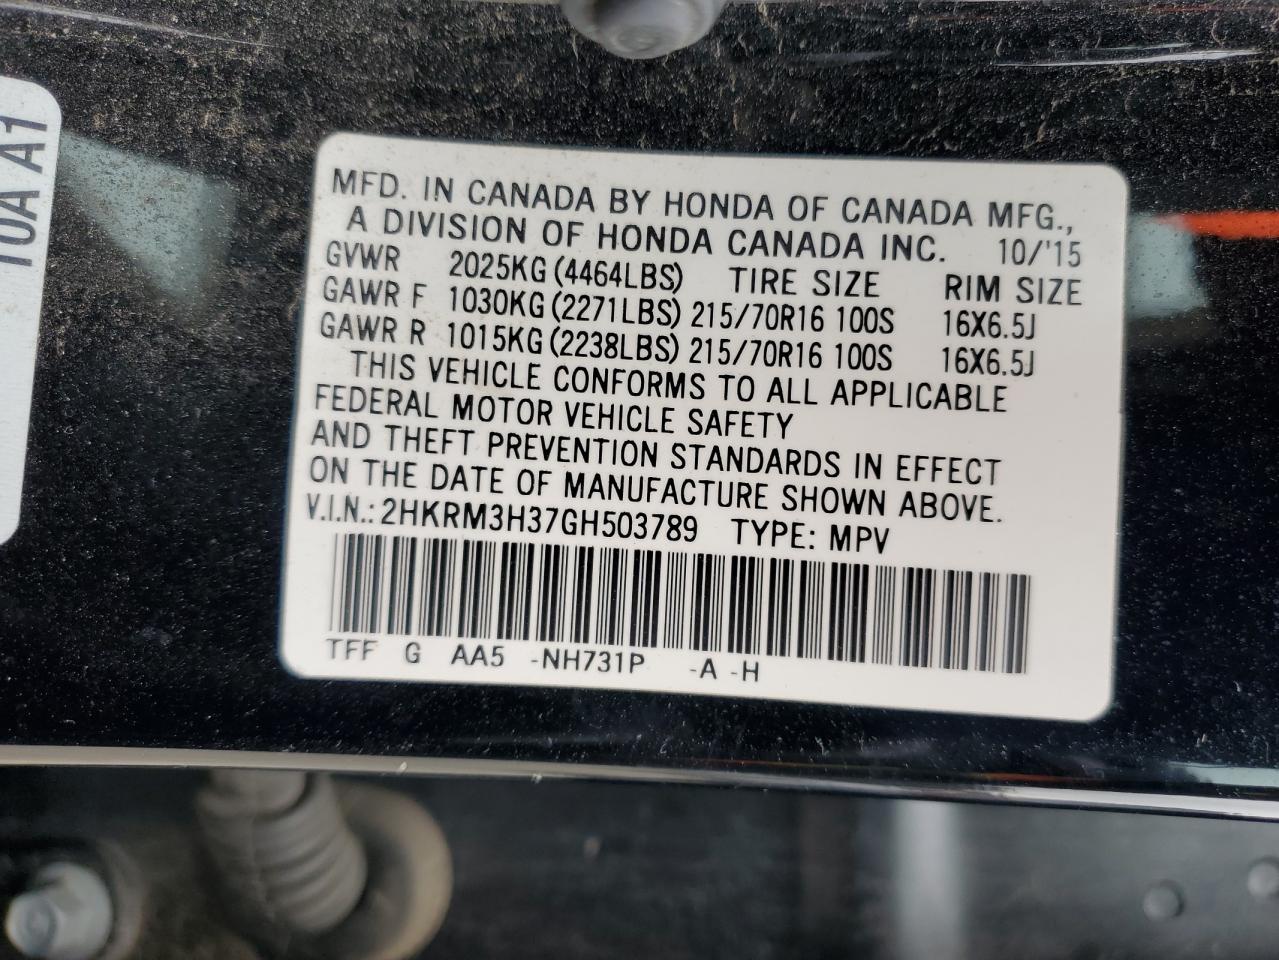 10A A1
MFD. IN CANADA BY HONDA OF CANADA MFG.,
A DIVISION OF HONDA CANADA INC. 10/'15
GVWR 2025KG (4464LBS) TIRE SIZE RIM SIZE
GAWR F 1030KG (2271LBS) 215/70R16 100S 16X6.5J
GAWR R 1015KG (2238LBS) 215/70R16 100S 16X6.5J
THIS VEHICLE CONFORMS TO ALL APPLICABLE
FEDERAL MOTOR VEHICLE SAFETY
AND THEFT PREVENTION STANDARDS IN EFFECT
ON THE DATE OF MANUFACTURE SHOWN ABOVE.
V.I.N.: 2HKRM3H37GH503789 TYPE: MPV
TFF G AA5 -NH731P -A -H